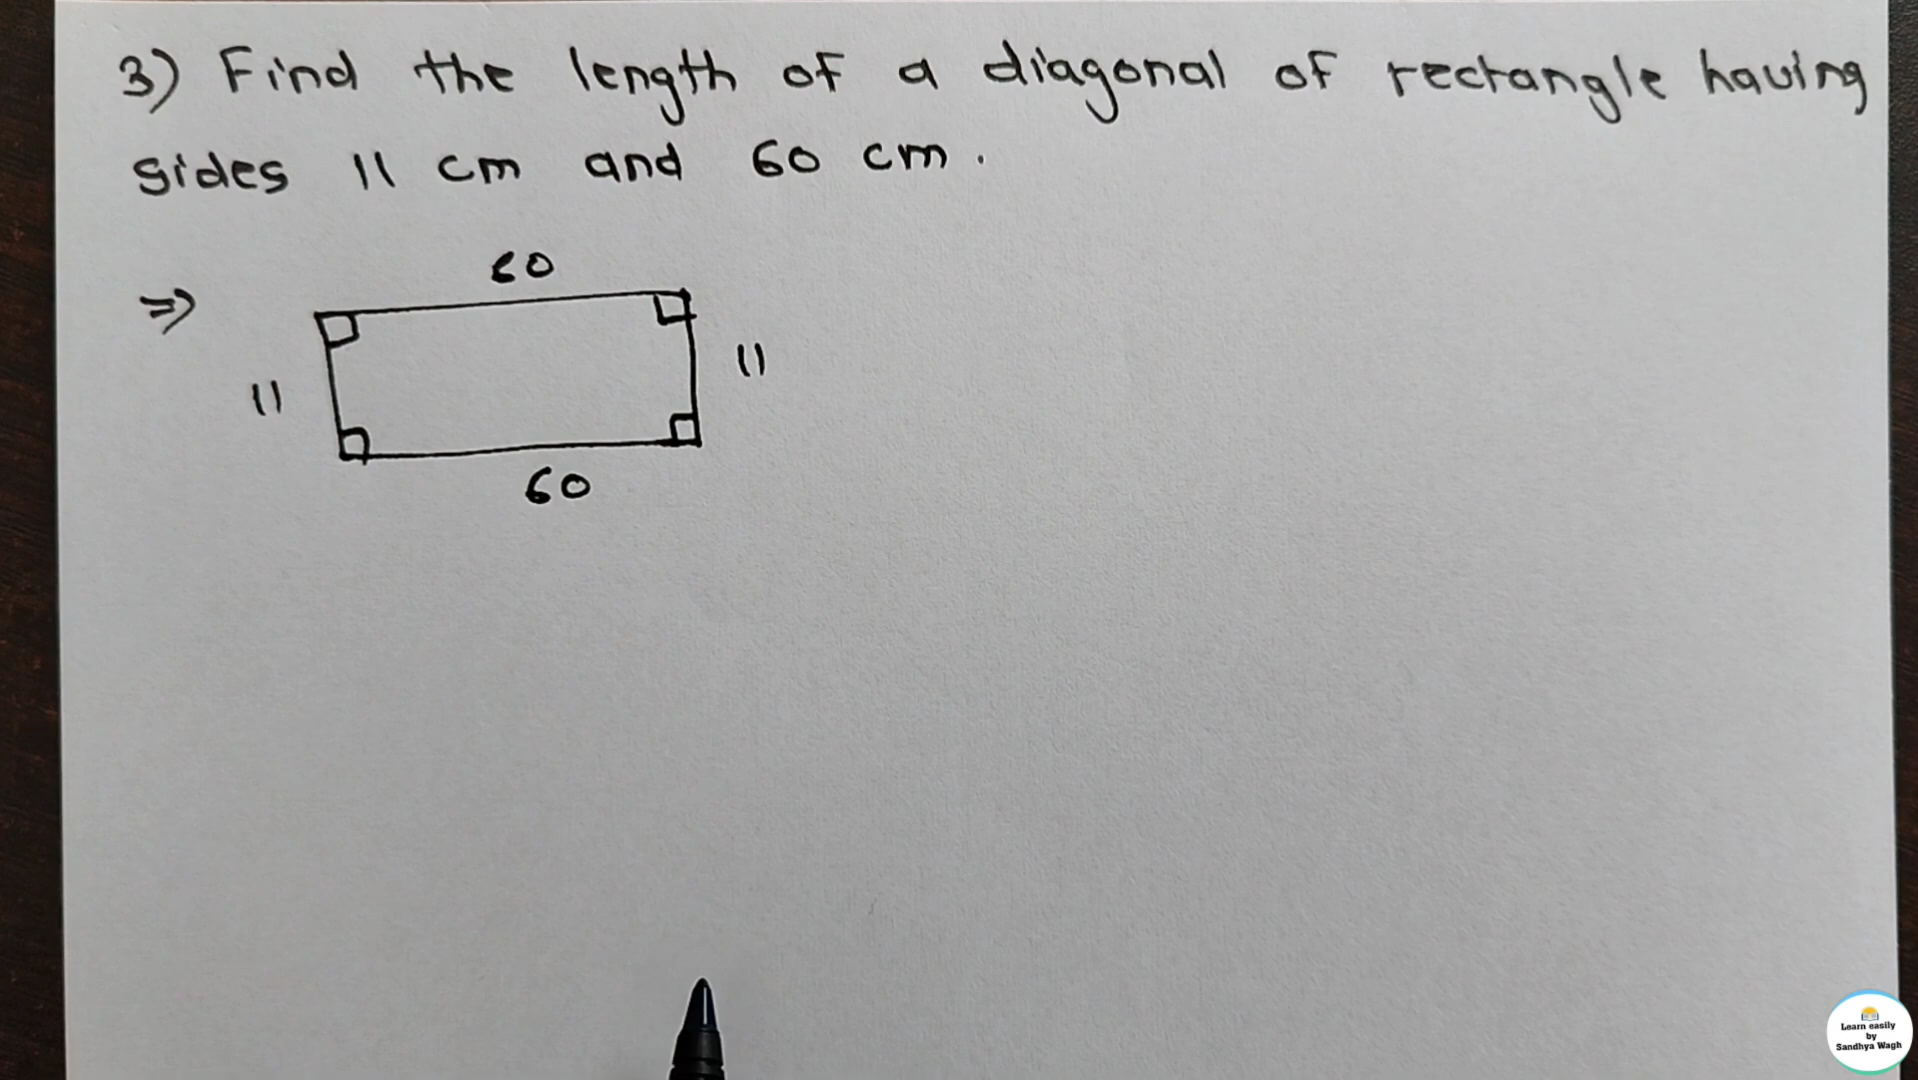 3) Find the length of a diagonal of rectangle having
sides 11 cm and 60 cm.
⇒
60
11
11
60
Learn easily
by
Sandhya Wagh